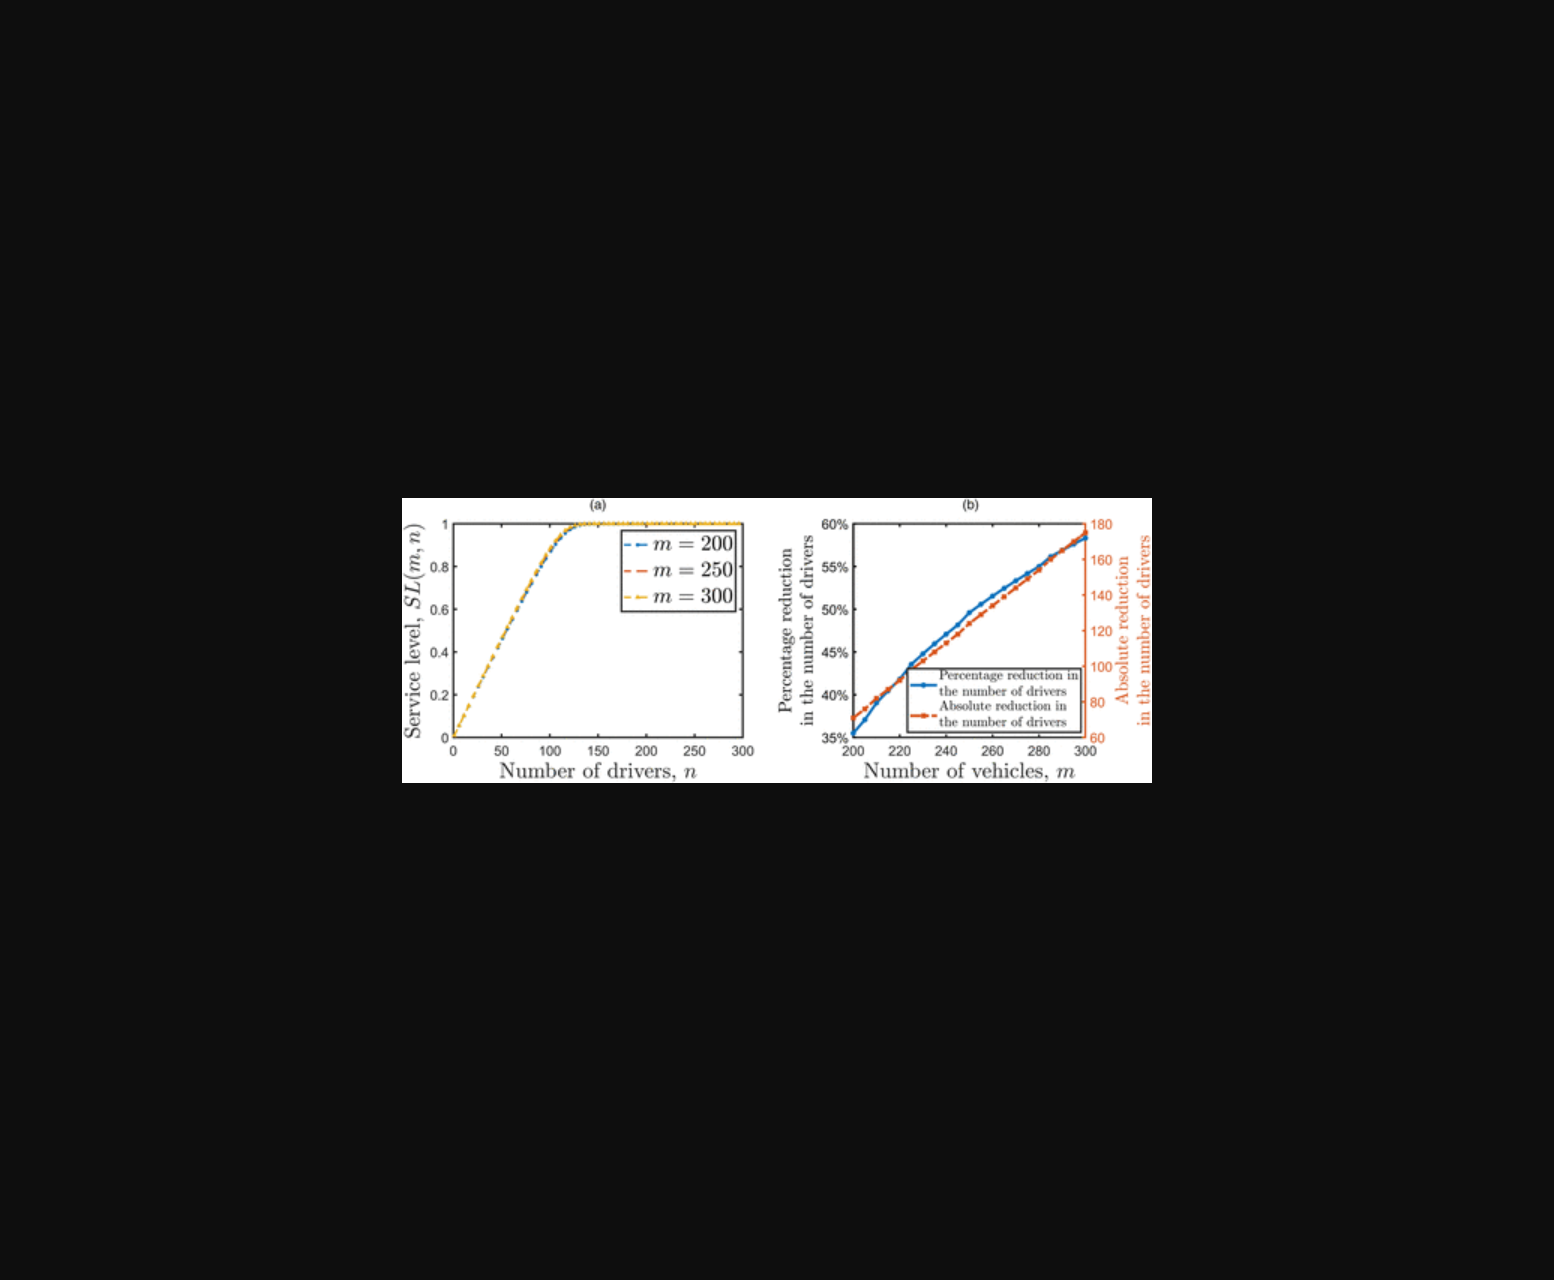 (a)
Service level, SL(m, n)
1
0.8
0.6
0.4
0.2
0
0 50 100 150 200 250 300
Number of drivers, n
m = 200
m = 250
m = 300
(b)
Percentage reduction
in the number of drivers
60%
55%
50%
45%
40%
35%
200 220 240 260 280 300
Number of vehicles, m
Percentage reduction in
the number of drivers
Absolute reduction in
the number of drivers
180
160
140
120
100
80
60
Absolute reduction
in the number of drivers